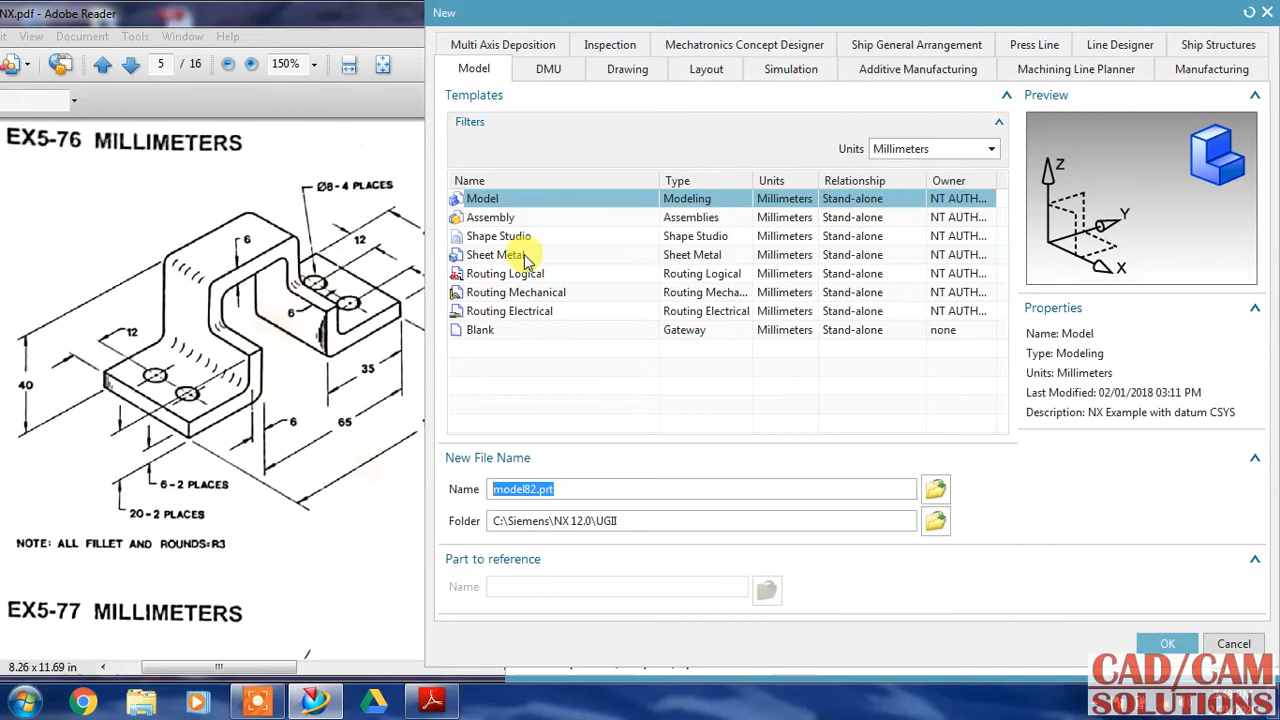 NX.pdf - Adobe Reader
View Document Tools Window Help
5 / 16 150%
EX5-76 MILLIMETERS
Ø8-4 PLACES
12
6
6
12
40
35
6
65
6-2 PLACES
20-2 PLACES
NOTE: ALL FILLET AND ROUNDS=R3
EX5-77 MILLIMETERS
8.26 x 11.69 in
New
Multi Axis Deposition Inspection Mechatronics Concept Designer Ship General Arrangement Press Line Line Designer Ship Structures
Model DMU Drawing Layout Simulation Additive Manufacturing Machining Line Planner Manufacturing
Templates
Filters
Units Millimeters
Name Type Units Relationship Owner
Model Modeling Millimeters Stand-alone NT AUTH...
Assembly Assemblies Millimeters Stand-alone NT AUTH...
Shape Studio Shape Studio Millimeters Stand-alone NT AUTH...
Sheet Metal Sheet Metal Millimeters Stand-alone NT AUTH...
Routing Logical Routing Logical Millimeters Stand-alone NT AUTH...
Routing Mechanical Routing Mecha... Millimeters Stand-alone NT AUTH...
Routing Electrical Routing Electrical Millimeters Stand-alone NT AUTH...
Blank Gateway Millimeters Stand-alone none
New File Name
Name model82.prt
Folder C:\Siemens\NX 12.0\UGII
Part to reference
Name
OK Cancel
Preview
Z
Y
X
Properties
Name: Model
Type: Modeling
Units: Millimeters
Last Modified: 02/01/2018 03:11 PM
Description: NX Example with datum CSYS
CAD/CAM
SOLUTIONS